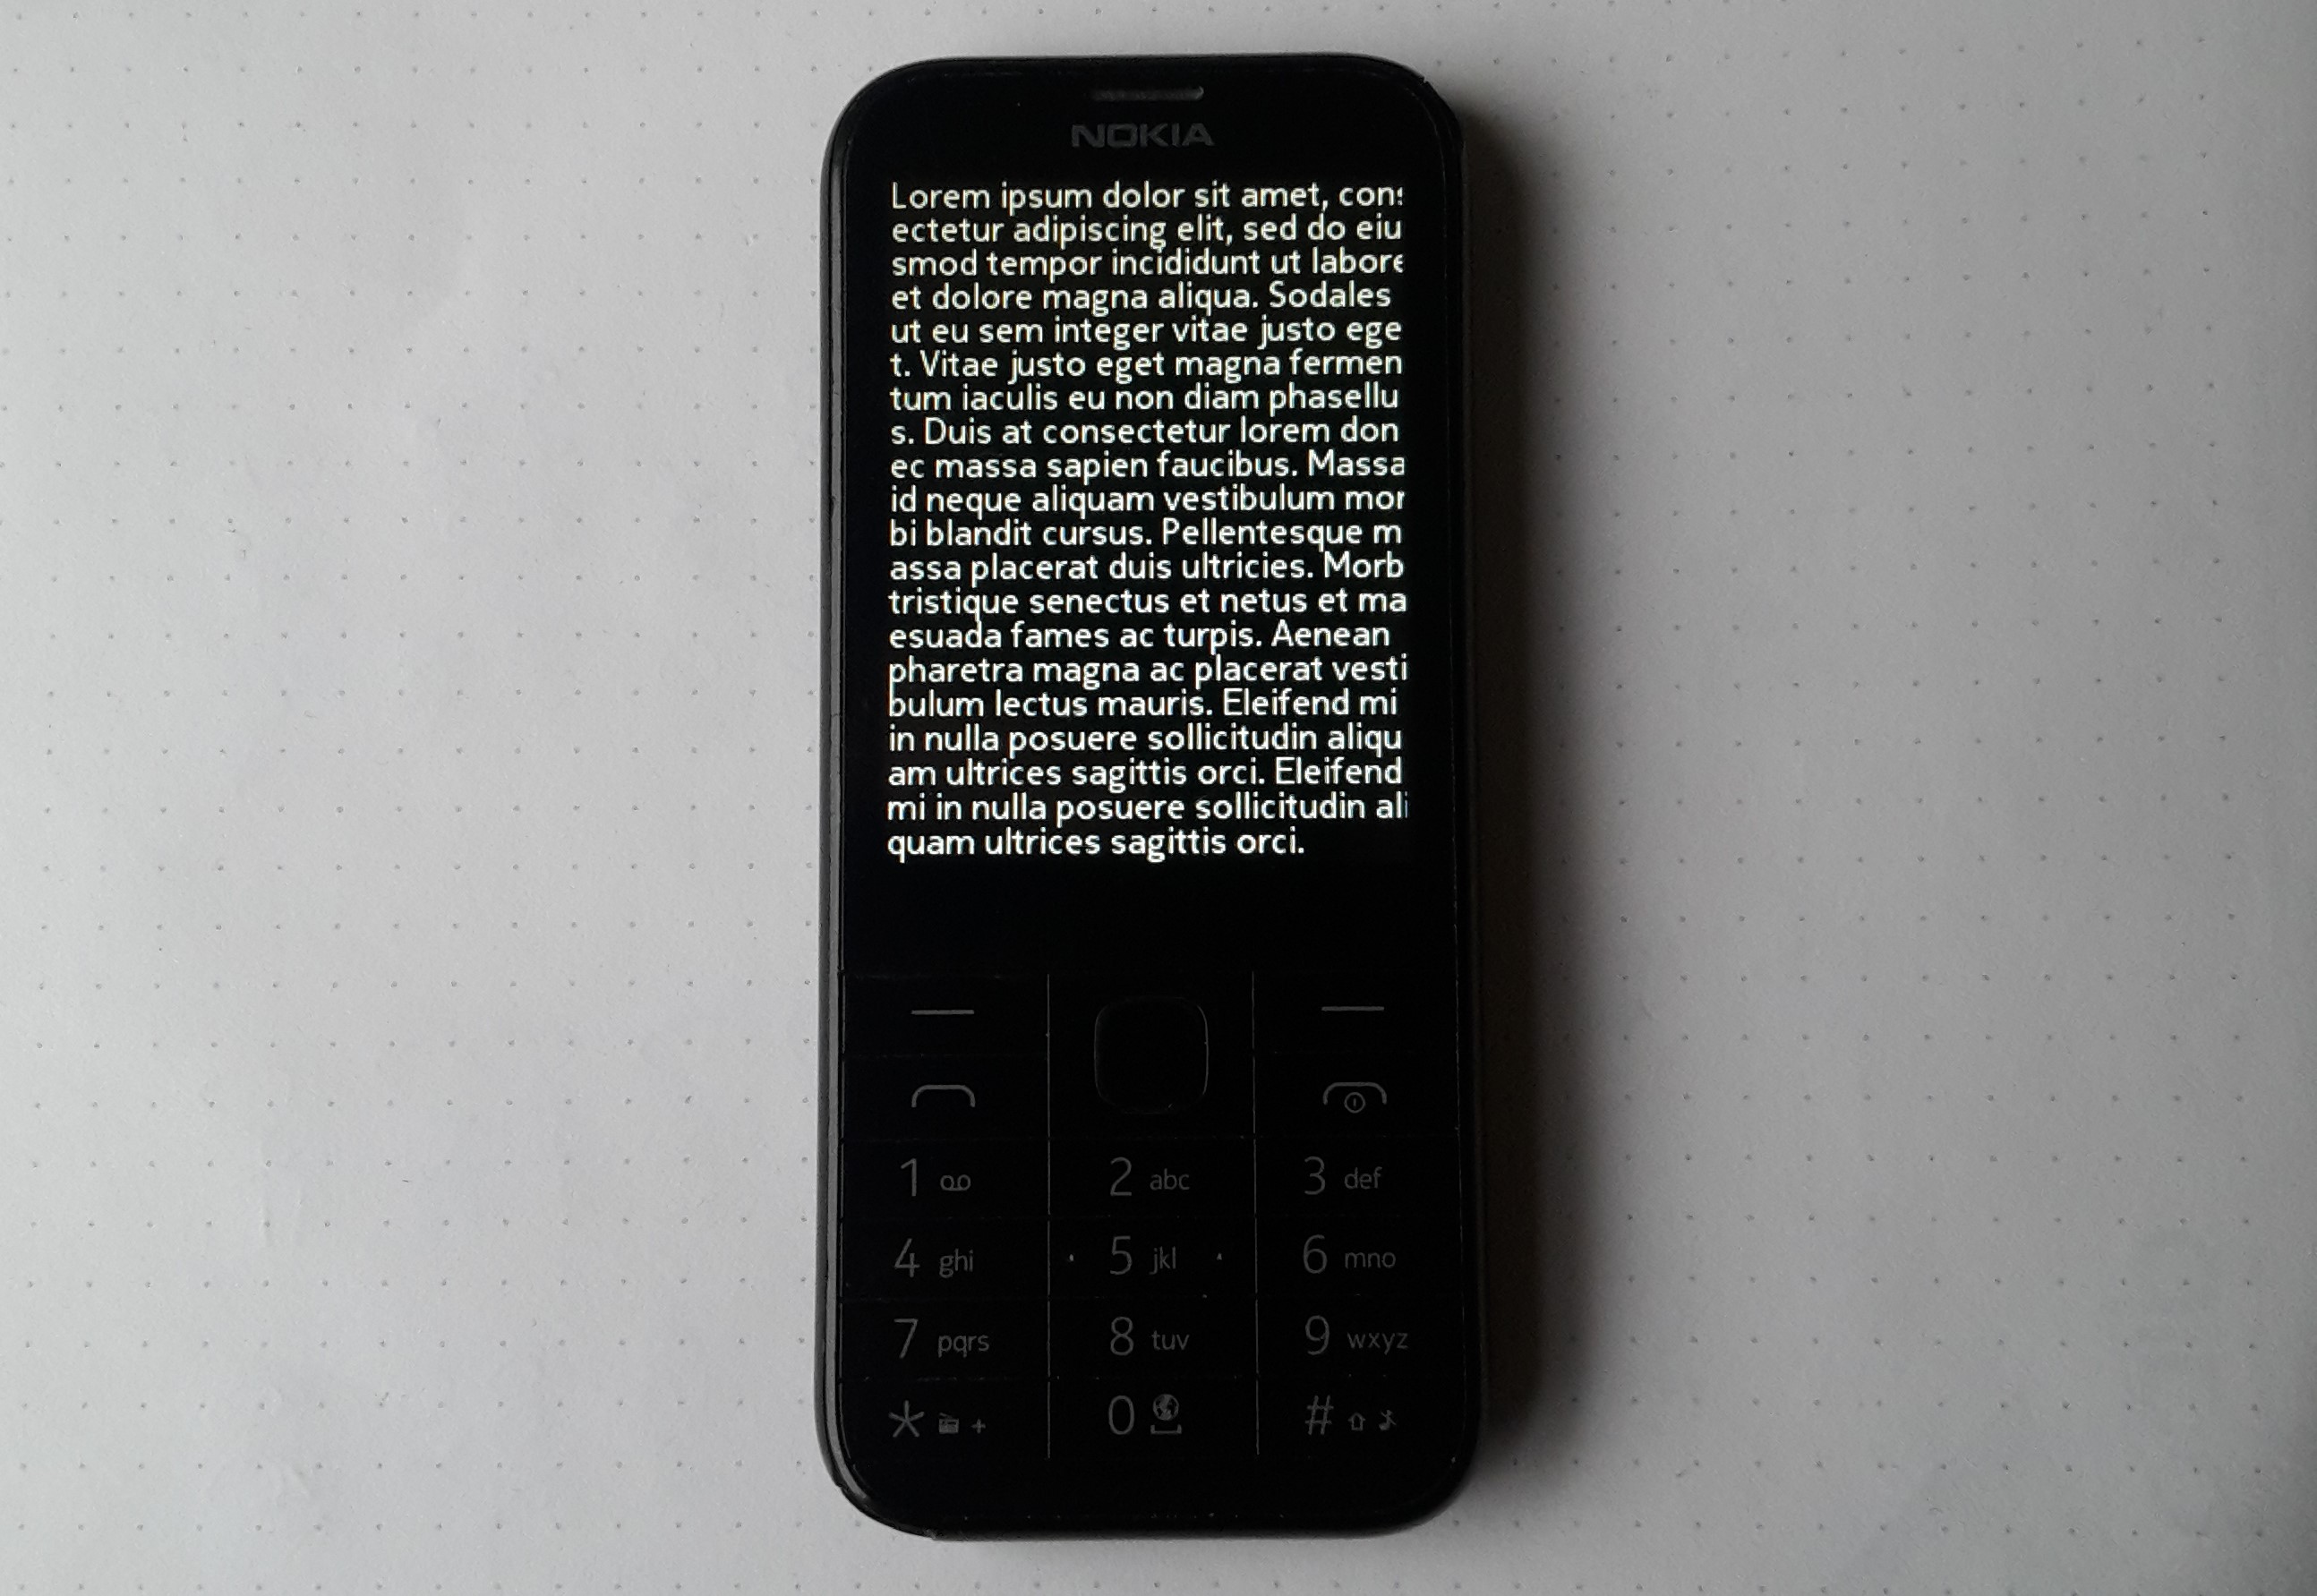 NOKIA
Lorem ipsum dolor sit amet, cons
ectetur adipiscing elit, sed do eiu
smod tempor incididunt ut labore
et dolore magna aliqua. Sodales
ut eu sem integer vitae justo ege
t. Vitae justo eget magna fermen
tum iaculis eu non diam phasellu
s. Duis at consectetur lorem don
ec massa sapien faucibus. Massa
id neque aliquam vestibulum mor
bi blandit cursus. Pellentesque m
assa placerat duis ultricies. Morb
tristique senectus et netus et ma
esuada fames ac turpis. Aenean
pharetra magna ac placerat vesti
bulum lectus mauris. Eleifend mi
in nulla posuere sollicitudin aliqu
am ultrices sagittis orci. Eleifend
mi in nulla posuere sollicitudin ali
quam ultrices sagittis orci.
1 2 abc 3 def
4 ghi 5 jkl 6 mno
7 pqrs 8 tuv 9 wxyz
* + 0 #